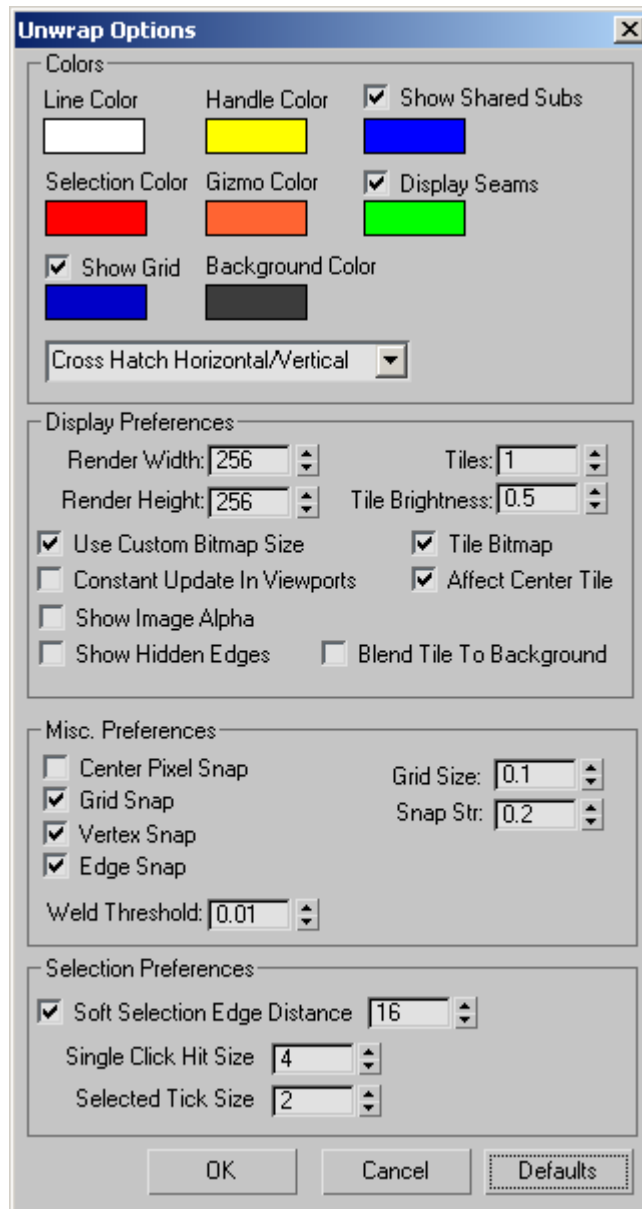 Unwrap Options
Colors
Line Color Handle Color Show Shared Subs
Selection Color Gizmo Color Display Seams
Show Grid Background Color
Cross Hatch Horizontal/Vertical
Display Preferences
Render Width: 256 Tiles: 1
Render Height: 256 Tile Brightness: 0.5
Use Custom Bitmap Size Tile Bitmap
Constant Update In Viewports Affect Center Tile
Show Image Alpha
Show Hidden Edges Blend Tile To Background
Misc. Preferences
Center Pixel Snap Grid Size: 0.1
Grid Snap Snap Str: 0.2
Vertex Snap
Edge Snap
Weld Threshold: 0.01
Selection Preferences
Soft Selection Edge Distance 16
Single Click Hit Size 4
Selected Tick Size 2
OK Cancel Defaults